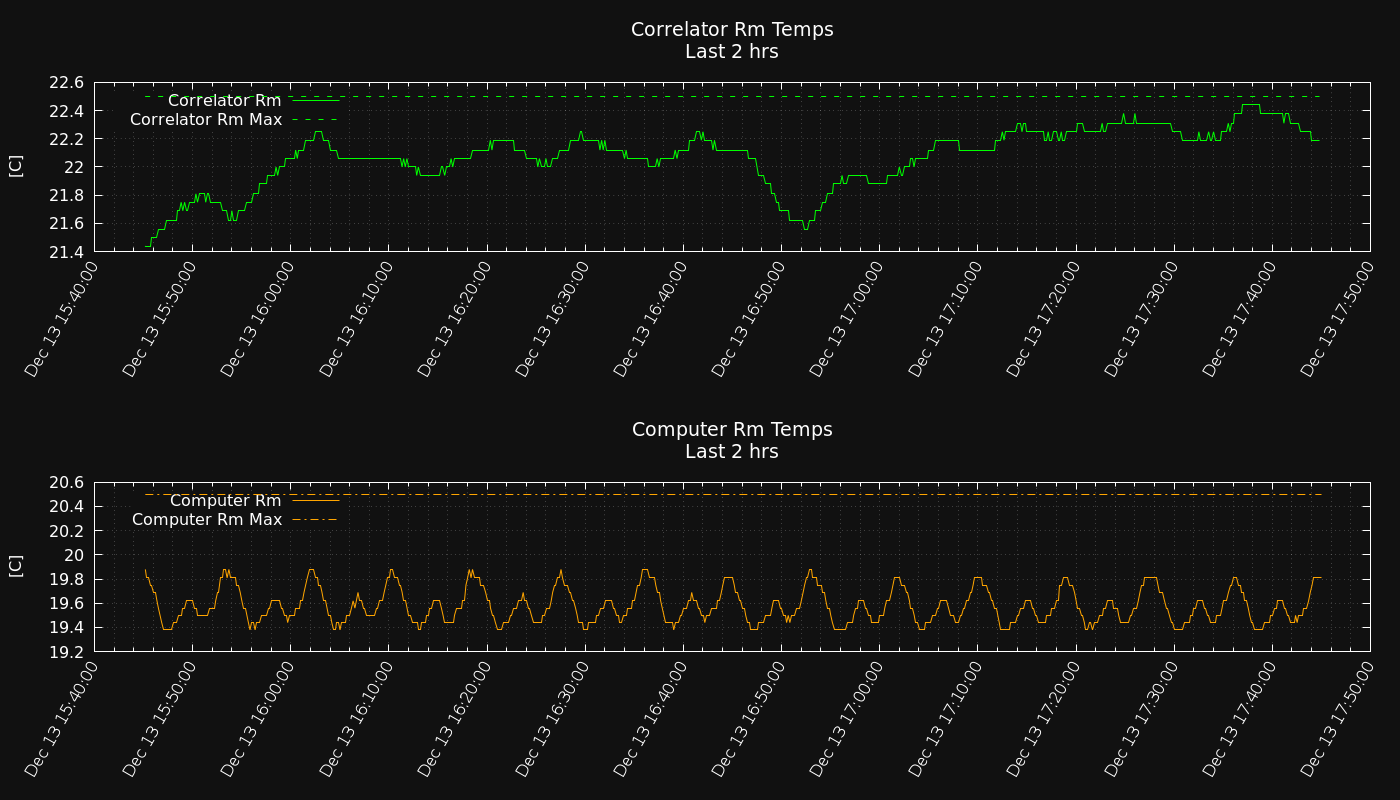 Correlator Rm Temps
Last 2 hrs
22.6
22.4
22.2
22
21.8
21.6
21.4
[C]
Correlator Rm
Correlator Rm Max
Dec 13 15:40:00
Dec 13 15:50:00
Dec 13 16:00:00
Dec 13 16:10:00
Dec 13 16:20:00
Dec 13 16:30:00
Dec 13 16:40:00
Dec 13 16:50:00
Dec 13 17:00:00
Dec 13 17:10:00
Dec 13 17:20:00
Dec 13 17:30:00
Dec 13 17:40:00
Dec 13 17:50:00
Computer Rm Temps
Last 2 hrs
20.6
20.4
20.2
20
19.8
19.6
19.4
19.2
[C]
Computer Rm
Computer Rm Max
Dec 13 15:40:00
Dec 13 15:50:00
Dec 13 16:00:00
Dec 13 16:10:00
Dec 13 16:20:00
Dec 13 16:30:00
Dec 13 16:40:00
Dec 13 16:50:00
Dec 13 17:00:00
Dec 13 17:10:00
Dec 13 17:20:00
Dec 13 17:30:00
Dec 13 17:40:00
Dec 13 17:50:00